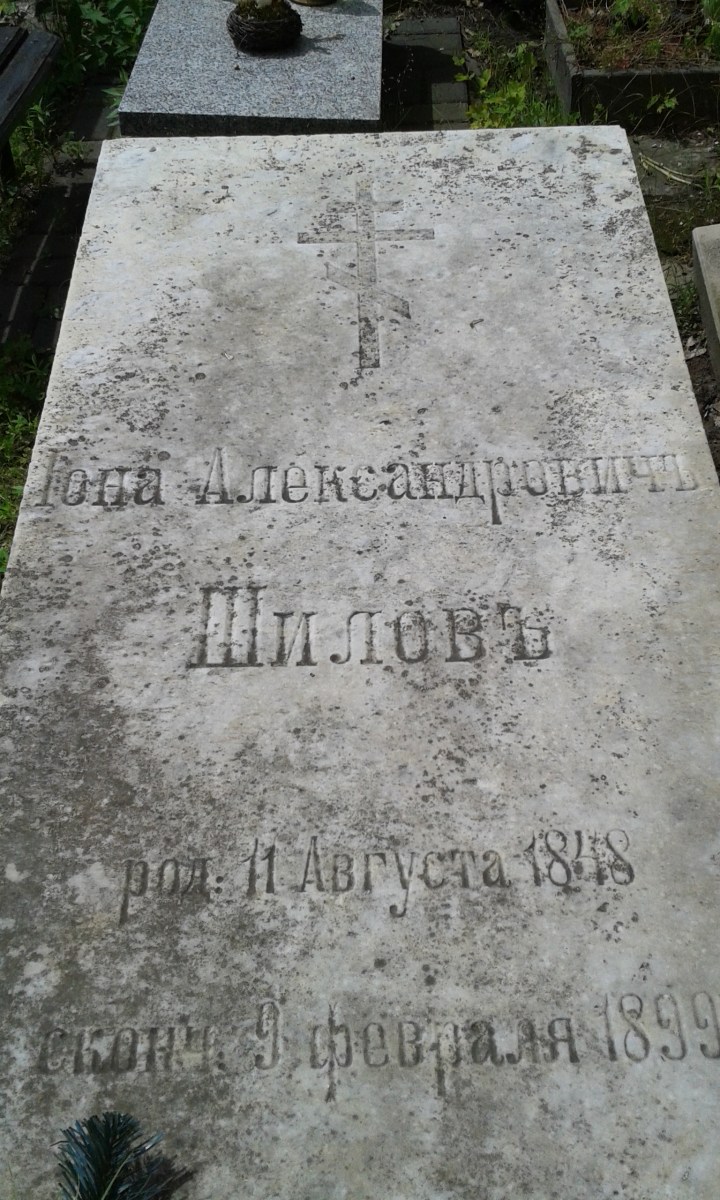 Іона Александровичъ
Шиловъ
род. 11 Августа 1848
сконч. 9 февраля 1899